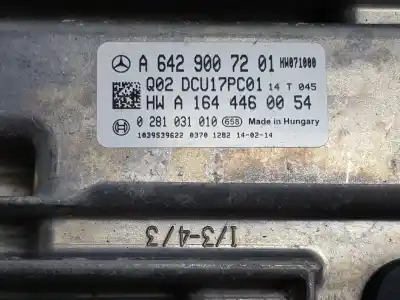 A 642 900 72 01 HW071000
Q02 DCU17PC01 14 T 045
HW A 164 446 00 54
0 281 031 010 658 Made in Hungary
1039S39622 0370 1282 14-02-14
1/3-4/3